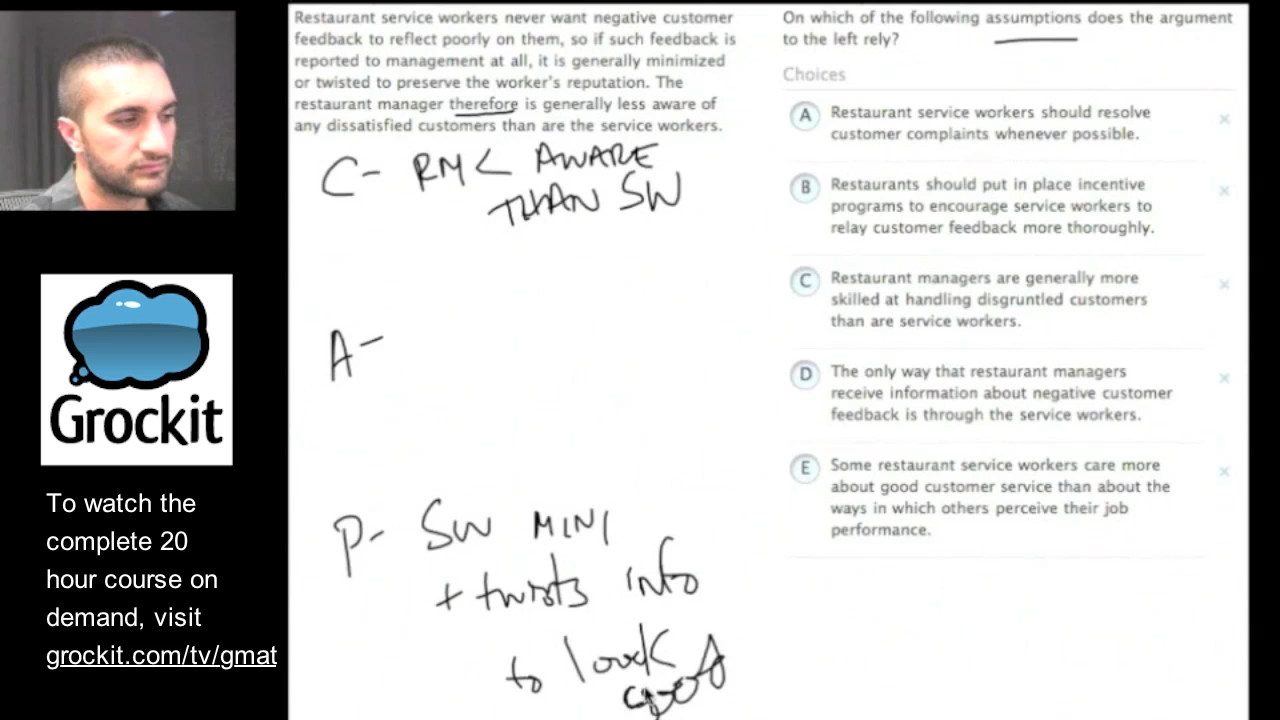 Restaurant service workers never want negative customer
feedback to reflect poorly on them, so if such feedback is
reported to management at all, it is generally minimized
or twisted to preserve the worker's reputation. The
restaurant manager therefore is generally less aware of
any dissatisfied customers than are the service workers.
C- RM < AWARE
THAN SW
A-
P- SW MINI
+ twists info
to look
good
On which of the following assumptions does the argument
to the left rely?
Choices
A Restaurant service workers should resolve
customer complaints whenever possible.
B Restaurants should put in place incentive
programs to encourage service workers to
relay customer feedback more thoroughly.
C Restaurant managers are generally more
skilled at handling disgruntled customers
than are service workers.
D The only way that restaurant managers
receive information about negative customer
feedback is through the service workers.
E Some restaurant service workers care more
about good customer service than about the
ways in which others perceive their job
performance.
Grockit
To watch the
complete 20
hour course on
demand, visit
grockit.com/tv/gmat